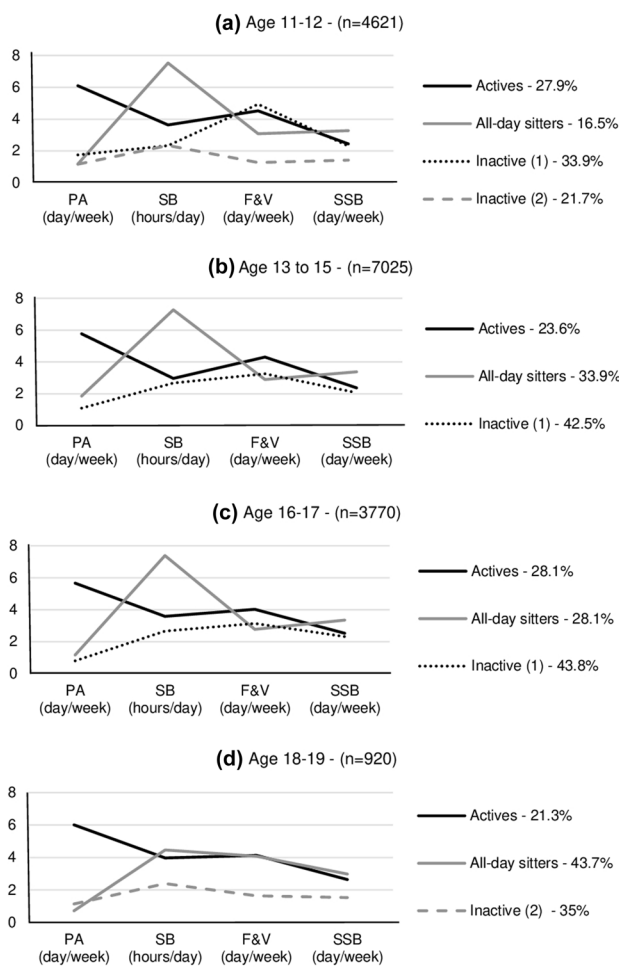 (a) Age 11-12 - (n=4621)
8
6
4
2
0
PA
(day/week)
SB
(hours/day)
F&V
(day/week)
SSB
(day/week)
Actives - 27.9%
All-day sitters - 16.5%
Inactive (1) - 33.9%
Inactive (2) - 21.7%
(b) Age 13 to 15 - (n=7025)
8
6
4
2
0
PA
(day/week)
SB
(hours/day)
F&V
(day/week)
SSB
(day/week)
Actives - 23.6%
All-day sitters - 33.9%
Inactive (1) - 42.5%
(c) Age 16-17 - (n=3770)
8
6
4
2
0
PA
(day/week)
SB
(hours/day)
F&V
(day/week)
SSB
(day/week)
Actives - 28.1%
All-day sitters - 28.1%
Inactive (1) - 43.8%
(d) Age 18-19 - (n=920)
8
6
4
2
0
PA
(day/week)
SB
(hours/day)
F&V
(day/week)
SSB
(day/week)
Actives - 21.3%
All-day sitters - 43.7%
Inactive (2) - 35%